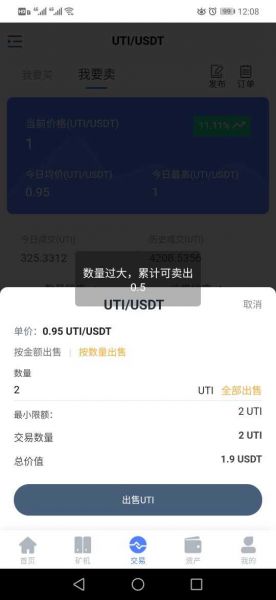 12:08
UTI/USDT
我要买 我要卖 发布 订单
当前价格(UTI/USDT) 11.11%
1
今日均价(UTI/USDT) 今日最高(UTI/USDT)
0.95 1
今日成交(UTI) 历史成交(UTI)
325.3312 4208.5356
数量过大，累计可卖出
0.5
UTI/USDT 取消
单价：0.95 UTI/USDT
按金额出售 | 按数量出售
数量
2 UTI 全部出售
最小限额： 2 UTI
交易数量 2 UTI
总价值 1.9 USDT
出售UTI
首页 矿机 交易 资产 我的